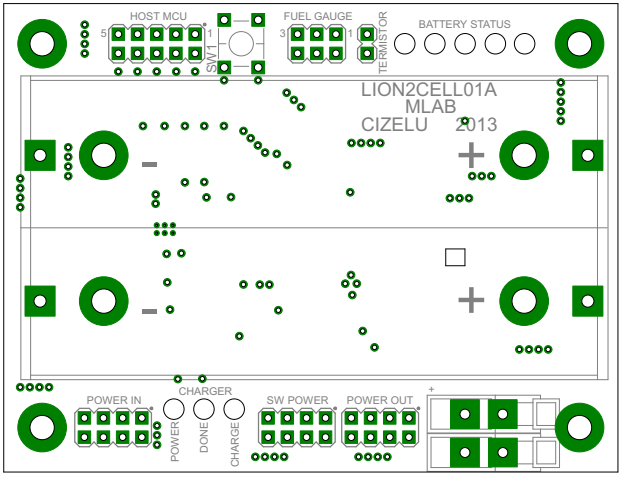 HOST MCU
FUEL GAUGE
BATTERY STATUS
5
1
3
1
SW1
TERMISTOR
LION2CELL01A
MLAB
CIZELU 2013
- +
- +
CHARGER
POWER IN
SW POWER
POWER OUT
+
POWER
DONE
CHARGE